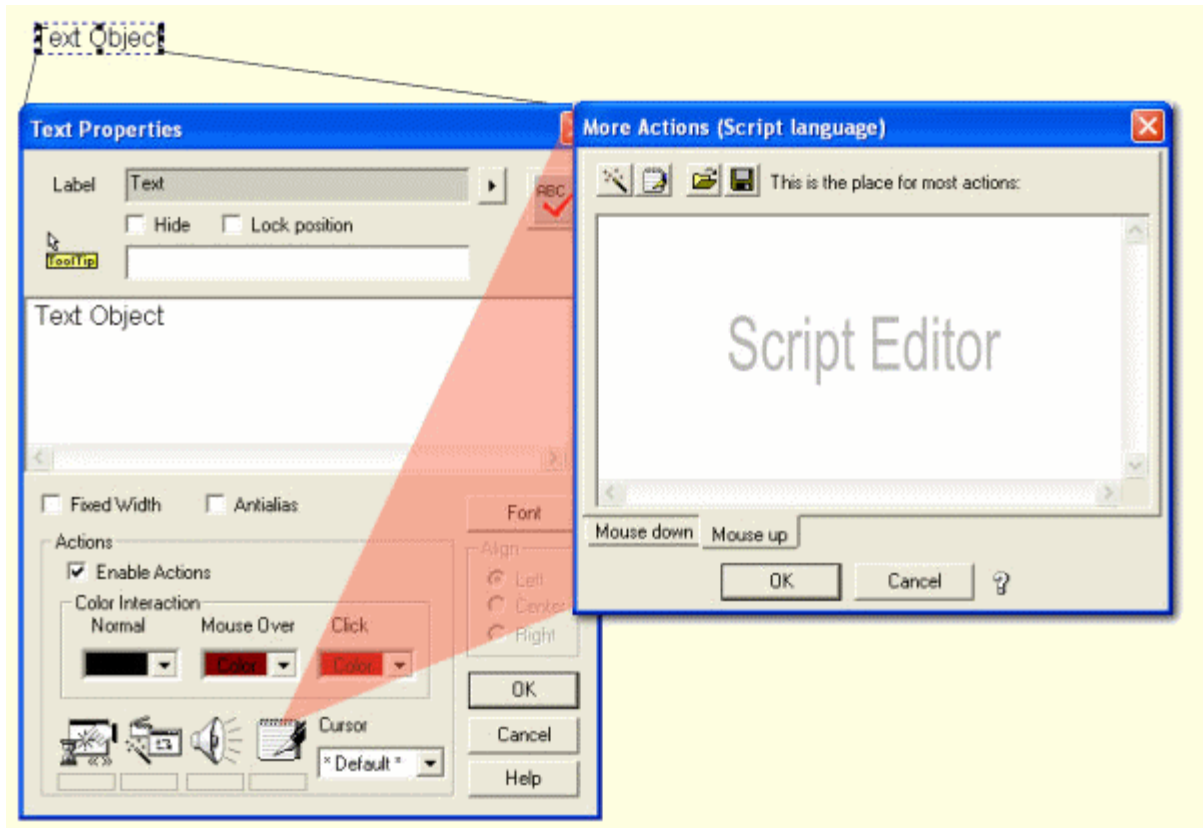 Text Object
Text Properties
Label
Text
ABC
Hide
Lock position
ToolTip
Text Object
Fixed Width
Antialias
Font
Actions
Enable Actions
Align
Left
Center
Right
Color Interaction
Normal
Mouse Over
Click
Color
Color
Cursor
* Default *
OK
Cancel
Help
More Actions (Script language)
This is the place for most actions:
Script Editor
Mouse down
Mouse up
OK
Cancel